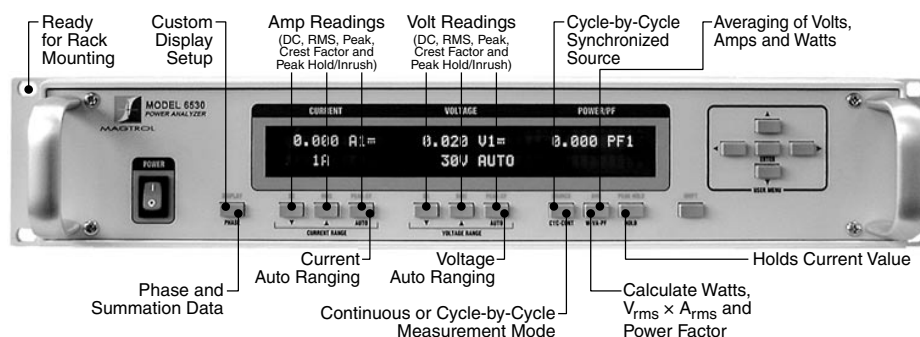 Ready
for Rack
Mounting
Custom
Display
Setup
Amp Readings
(DC, RMS, Peak,
Crest Factor and
Peak Hold/Inrush)
Volt Readings
(DC, RMS, Peak,
Crest Factor and
Peak Hold/Inrush)
Cycle-by-Cycle
Synchronized
Source
Averaging of Volts,
Amps and Watts
MODEL 6530
POWER ANALYZER
MAGTROL
CURRENT
VOLTAGE
POWER/PF
0.000 A1
0.020 V1
0.000 PF1
1A
30V AUTO
POWER
ENTER
USER MENU
DISPLAY
PEAK HOLD
SHIFT
PHASE
AUTO
CURRENT RANGE
AUTO
VOLTAGE RANGE
CYC-CONT
W-VA-PF
HOLD
Phase and
Summation Data
Current
Auto Ranging
Voltage
Auto Ranging
Continuous or Cycle-by-Cycle
Measurement Mode
Holds Current Value
Calculate Watts,
Vrms × Arms and
Power Factor